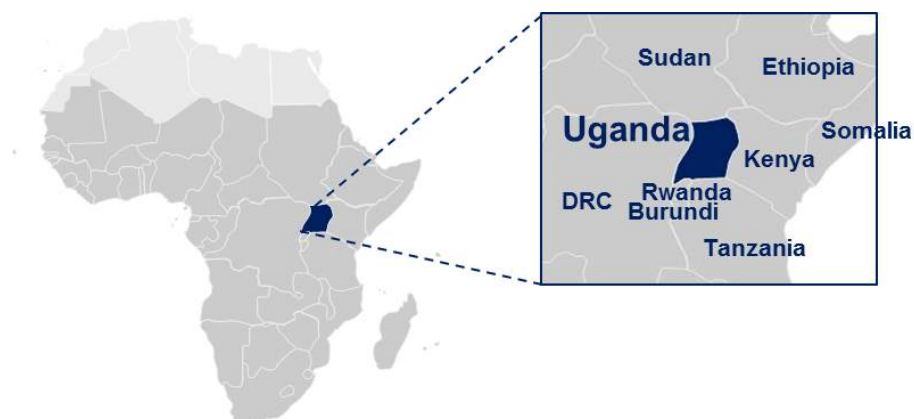 Sudan
Ethiopia
Uganda
Somalia
Kenya
Rwanda
DRC
Burundi
Tanzania